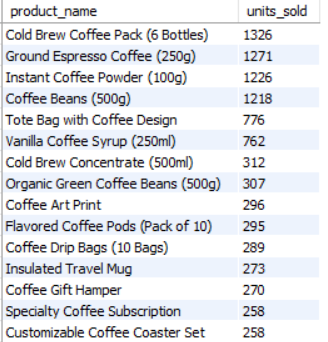 product_name units_sold
Cold Brew Coffee Pack (6 Bottles) 1326
Ground Espresso Coffee (250g) 1271
Instant Coffee Powder (100g) 1226
Coffee Beans (500g) 1218
Tote Bag with Coffee Design 776
Vanilla Coffee Syrup (250ml) 762
Cold Brew Concentrate (500ml) 312
Organic Green Coffee Beans (500g) 307
Coffee Art Print 296
Flavored Coffee Pods (Pack of 10) 295
Coffee Drip Bags (10 Bags) 289
Insulated Travel Mug 273
Coffee Gift Hamper 270
Specialty Coffee Subscription 258
Customizable Coffee Coaster Set 258